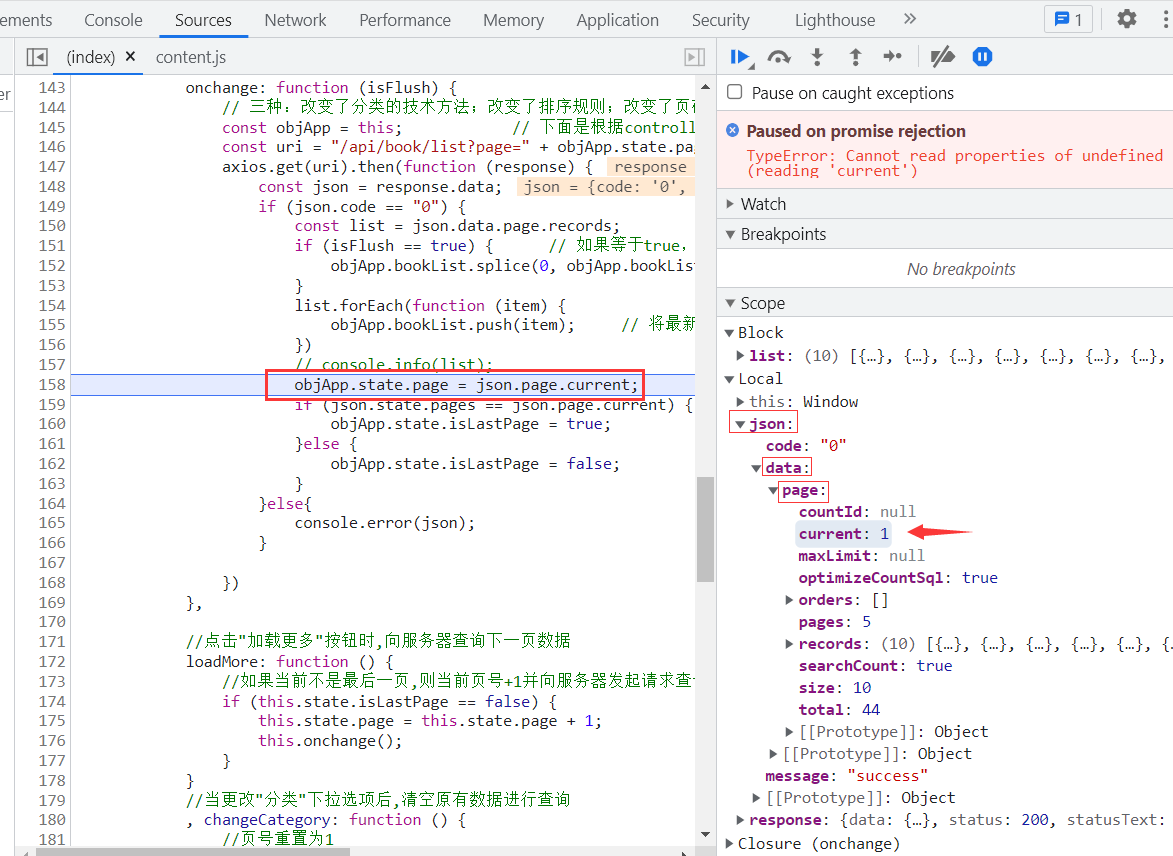 ements Console Sources Network Performance Memory Application Security Lighthouse » 1
(index) × content.js
er
143 onchange: function (isFlush) {
144 // 三种：改变了分类的技术方法；改变了排序规则；改变了页
145 const objApp = this; // 下面是根据controll
146 const uri = "/api/book/list?page=" + objApp.state.pa
147 axios.get(uri).then(function (response) { response
148 const json = response.data; json = {code: '0',
149 if (json.code == "0") {
150 const list = json.data.page.records;
151 if (isFlush == true) { // 如果等于true,
152 objApp.bookList.splice(0, objApp.bookLis
153 }
154 list.forEach(function (item) {
155 objApp.bookList.push(item); // 将最新
156 })
157 // console.info(list);
158 objApp.state.page = json.page.current;
159 if (json.state.pages == json.page.current) {
160 objApp.state.isLastPage = true;
161 }else {
162 objApp.state.isLastPage = false;
163 }
164 }else{
165 console.error(json);
166 }
167
168 })
169 },
170
171 //点击"加载更多"按钮时,向服务器查询下一页数据
172 loadMore: function () {
173 //如果当前不是最后一页,则当前页号+1并向服务器发起请求查
174 if (this.state.isLastPage == false) {
175 this.state.page = this.state.page + 1;
176 this.onchange();
177 }
178 }
179 //当更改"分类"下拉选项后,清空原有数据进行查询
180 , changeCategory: function () {
181 //页号重置为1
Pause on caught exceptions
Paused on promise rejection
TypeError: Cannot read properties of undefined
(reading 'current')
Watch
Breakpoints
No breakpoints
Scope
Block
list: (10) [{…}, {…}, {…}, {…}, {…}, {…}, {…},
Local
this: Window
json:
code: "0"
data:
page:
countId: null
current: 1
maxLimit: null
optimizeCountSql: true
orders: []
pages: 5
records: (10) [{…}, {…}, {…}, {…}, {…}, {.
searchCount: true
size: 10
total: 44
[[Prototype]]: Object
[[Prototype]]: Object
message: "success"
[[Prototype]]: Object
response: {data: {…}, status: 200, statusText:
Closure (onchange)